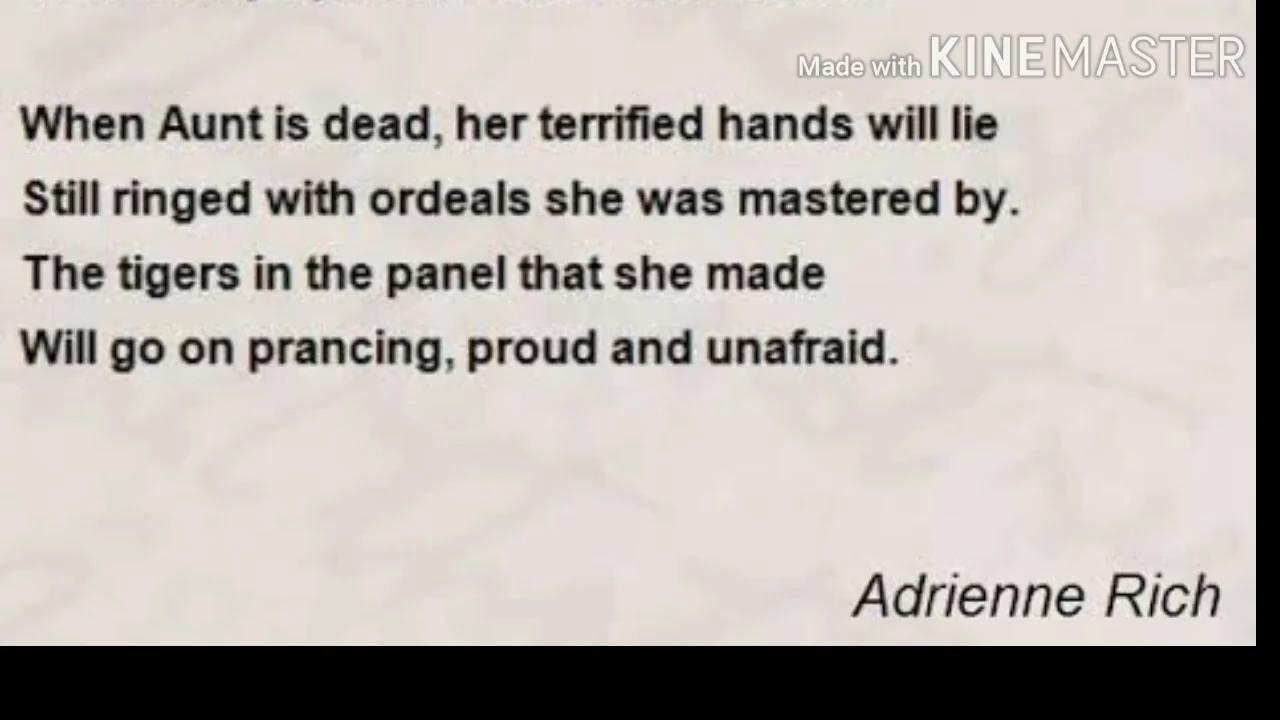 Made with KINEMASTER
When Aunt is dead, her terrified hands will lie
Still ringed with ordeals she was mastered by.
The tigers in the panel that she made
Will go on prancing, proud and unafraid.
Adrienne Rich